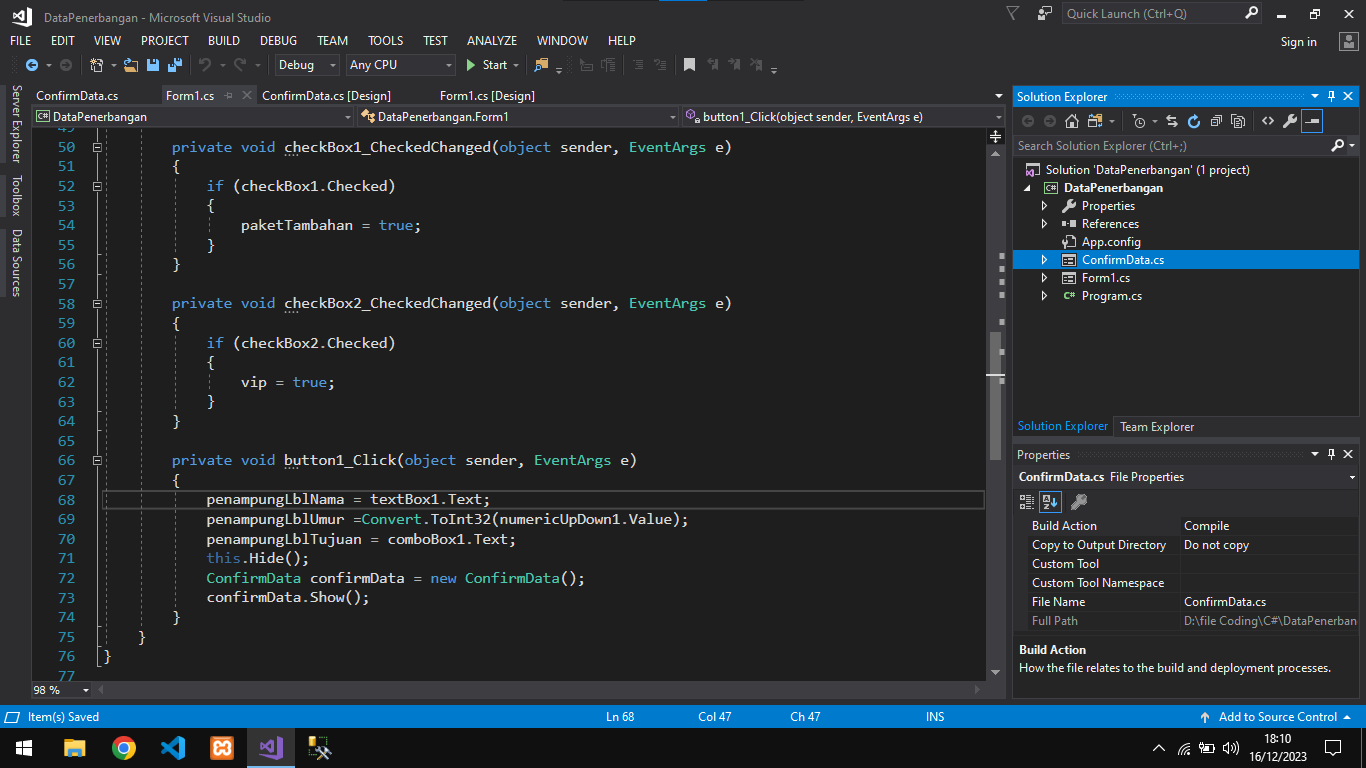 DataPenerbangan - Microsoft Visual Studio
Quick Launch (Ctrl+Q)
FILE EDIT VIEW PROJECT BUILD DEBUG TEAM TOOLS TEST ANALYZE WINDOW HELP
Sign in
Debug Any CPU Start
Server Explorer
Toolbox
Data Sources
ConfirmData.cs Form1.cs ConfirmData.cs [Design] Form1.cs [Design]
DataPenerbangan DataPenerbangan.Form1 button1_Click(object sender, EventArgs e)
49
50 private void checkBox1_CheckedChanged(object sender, EventArgs e)
51 {
52 if (checkBox1.Checked)
53 {
54 paketTambahan = true;
55 }
56 }
57
58 private void checkBox2_CheckedChanged(object sender, EventArgs e)
59 {
60 if (checkBox2.Checked)
61 {
62 vip = true;
63 }
64 }
65
66 private void button1_Click(object sender, EventArgs e)
67 {
68 penampungLblNama = textBox1.Text;
69 penampungLblUmur =Convert.ToInt32(numericUpDown1.Value);
70 penampungLblTujuan = comboBox1.Text;
71 this.Hide();
72 ConfirmData confirmData = new ConfirmData();
73 confirmData.Show();
74 }
75 }
76 }
77
98 %
Solution Explorer
Search Solution Explorer (Ctrl+;)
Solution 'DataPenerbangan' (1 project)
C# DataPenerbangan
Properties
References
App.config
ConfirmData.cs
Form1.cs
C# Program.cs
Solution Explorer Team Explorer
Properties
ConfirmData.cs File Properties
Build Action Compile
Copy to Output Directory Do not copy
Custom Tool
Custom Tool Namespace
File Name ConfirmData.cs
Full Path D:\file Coding\C#\DataPenerban
Build Action
How the file relates to the build and deployment processes.
Item(s) Saved Ln 68 Col 47 Ch 47 INS Add to Source Control
18:10
16/12/2023